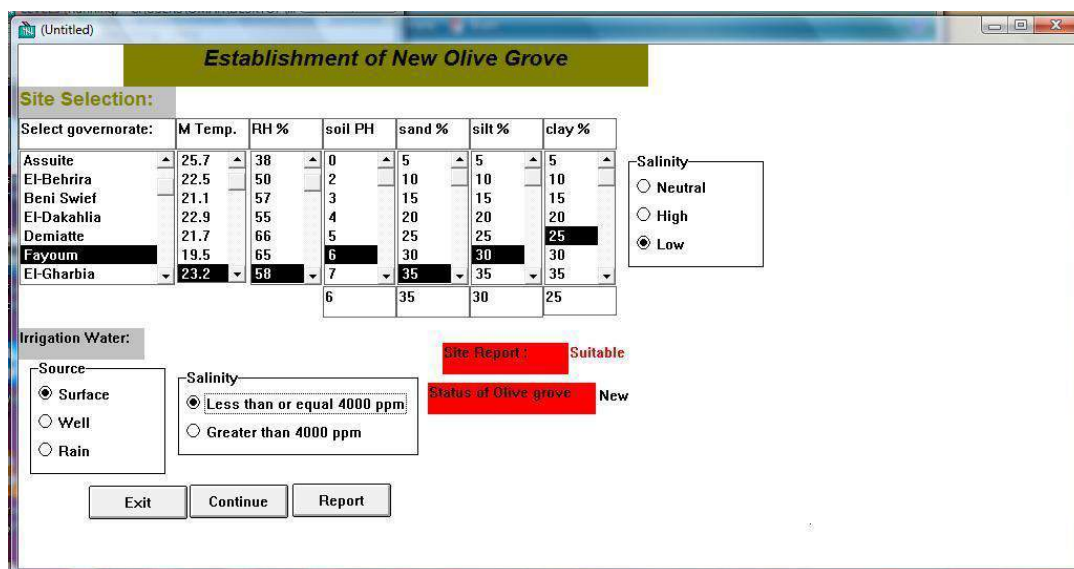 (Untitled)
Establishment of New Olive Grove
Site Selection:
Select governorate: M Temp. RH % soil PH sand % silt % clay %
Assuite 25.7 38 0 5 5 5
El-Behrira 22.5 50 2 10 10 10
Beni Swief 21.1 57 3 15 15 15
El-Dakahlia 22.9 55 4 20 20 20
Demiatte 21.7 66 5 25 25 25
Fayoum 19.5 65 6 30 30 30
El-Gharbia 23.2 58 7 35 35 35
6 35 30 25
Salinity
Neutral
High
Low
Irrigation Water:
Source
Surface
Well
Rain
Salinity
Less than or equal 4000 ppm
Greater than 4000 ppm
Site Report : Suitable
Status of Olive grove New
Exit Continue Report